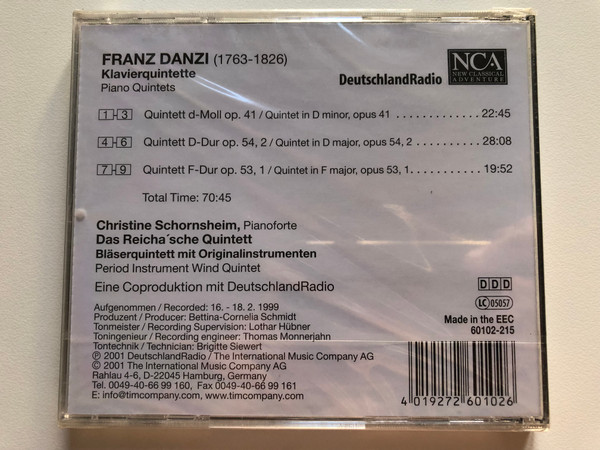 FRANZ DANZI (1763-1826)
Klavierquintette
Piano Quintets
DeutschlandRadio
NCA
NEW CLASSICAL
ADVENTURE
1-3 Quintett d-Moll op. 41 / Quintet in D minor, opus 41 . . . . . . . . . . . . 22:45
4-6 Quintett D-Dur op. 54, 2 / Quintet in D major, opus 54, 2 . . . . . . . . . 28:08
7-9 Quintett F-Dur op. 53, 1 / Quintet in F major, opus 53, 1. . . . . . . . . . 19:52
Total Time: 70:45
Christine Schornsheim, Pianoforte
Das Reicha´sche Quintett
Bläserquintett mit Originalinstrumenten
Period Instrument Wind Quintet
Eine Coproduktion mit DeutschlandRadio
Aufgenommen / Recorded: 16. - 18. 2. 1999
Produzent / Producer: Bettina-Cornelia Schmidt
Tonmeister / Recording Supervision: Lothar Hübner
Toningenieur / Recording engineer: Thomas Monnerjahn
Tontechnik / Technician: Brigitte Siewert
℗ 2001 DeutschlandRadio / The International Music Company AG
© 2001 The International Music Company AG
Rahlau 4-6, D-22045 Hamburg, Germany
Tel. 0049-40-66 99 160, Fax 0049-40-66 99 161
E: info@timcompany.com, www.timcompany.com
DDD
LC 05057
Made in the EEC
60102-215
4 019272 601026